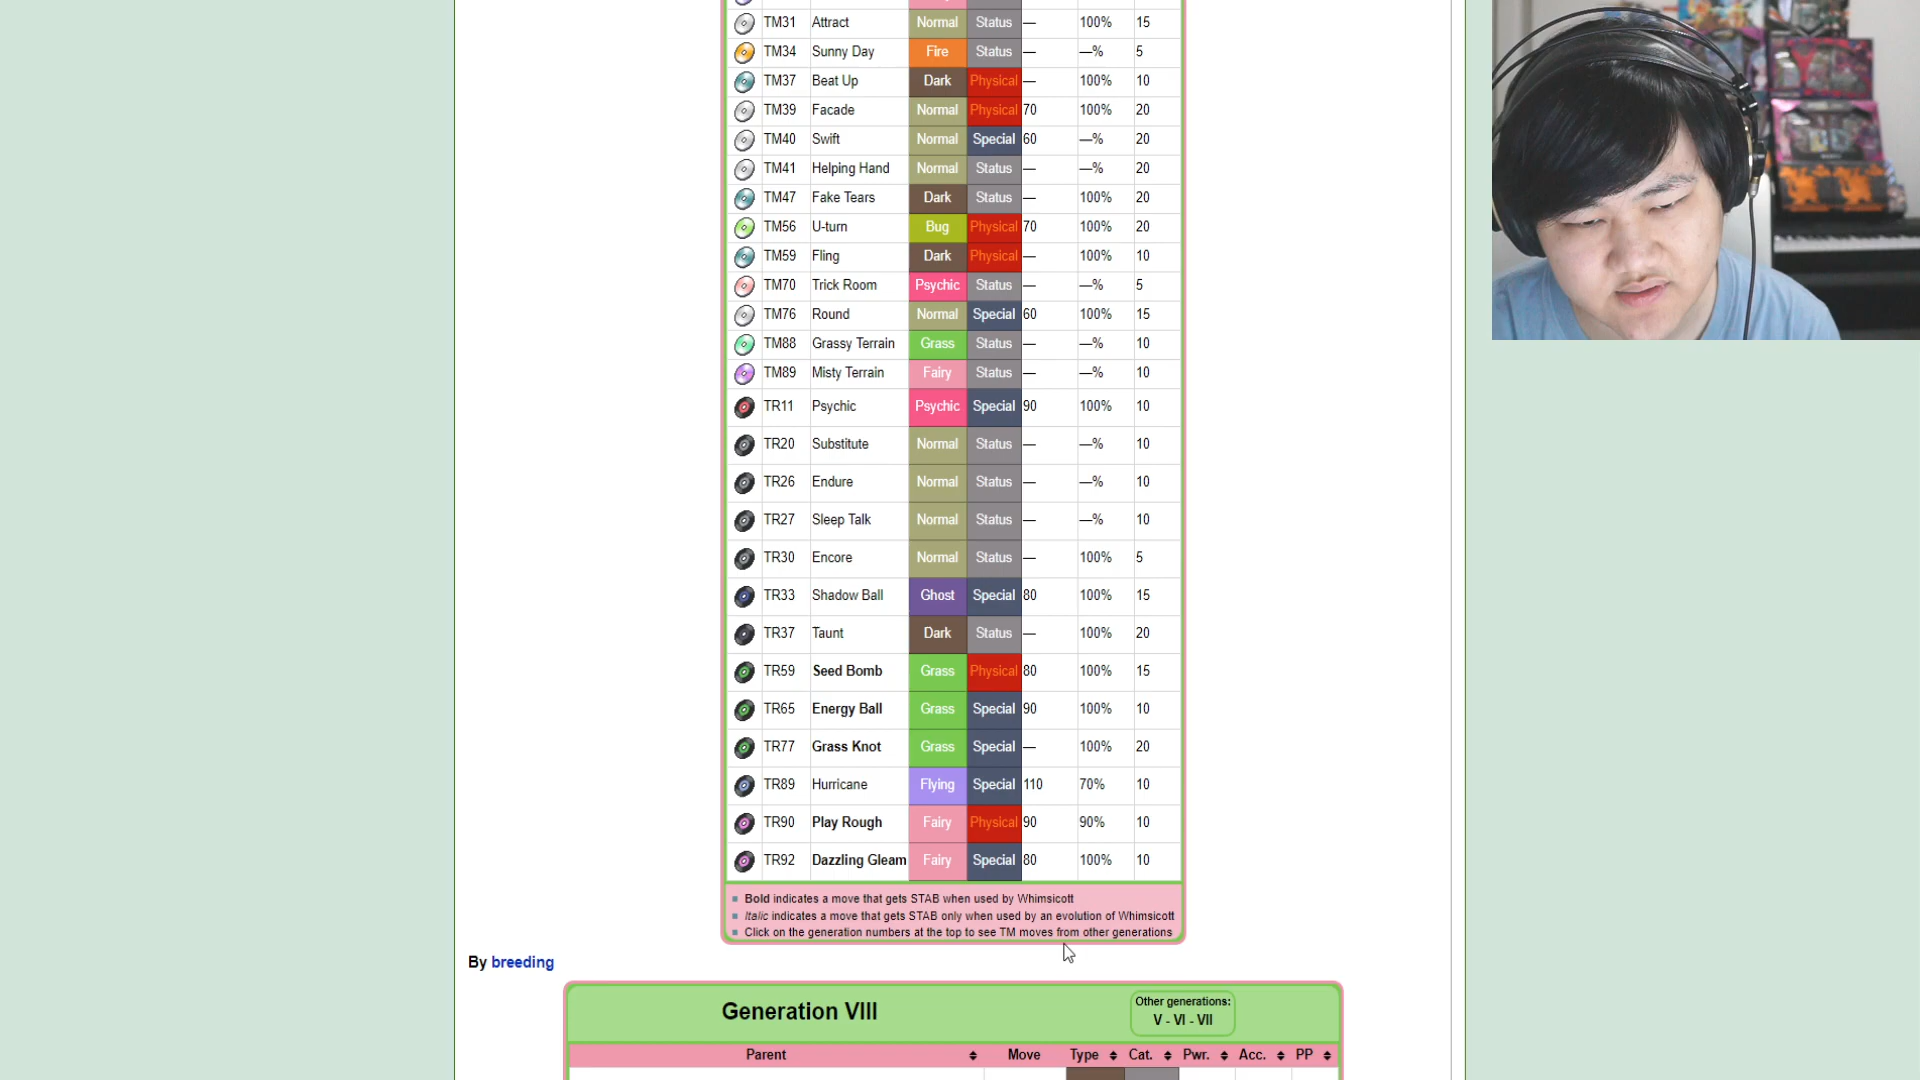 TM31 Attract Normal Status — 100% 15
TM34 Sunny Day Fire Status — —% 5
TM37 Beat Up Dark Physical — 100% 10
TM39 Facade Normal Physical 70 100% 20
TM40 Swift Normal Special 60 —% 20
TM41 Helping Hand Normal Status — —% 20
TM47 Fake Tears Dark Status — 100% 20
TM56 U-turn Bug Physical 70 100% 20
TM59 Fling Dark Physical — 100% 10
TM70 Trick Room Psychic Status — —% 5
TM76 Round Normal Special 60 100% 15
TM88 Grassy Terrain Grass Status — —% 10
TM89 Misty Terrain Fairy Status — —% 10
TR11 Psychic Psychic Special 90 100% 10
TR20 Substitute Normal Status — —% 10
TR26 Endure Normal Status — —% 10
TR27 Sleep Talk Normal Status — —% 10
TR30 Encore Normal Status — 100% 5
TR33 Shadow Ball Ghost Special 80 100% 15
TR37 Taunt Dark Status — 100% 20
TR59 Seed Bomb Grass Physical 80 100% 15
TR65 Energy Ball Grass Special 90 100% 10
TR77 Grass Knot Grass Special — 100% 20
TR89 Hurricane Flying Special 110 70% 10
TR90 Play Rough Fairy Physical 90 90% 10
TR92 Dazzling Gleam Fairy Special 80 100% 10
Bold indicates a move that gets STAB when used by Whimsicott
Italic indicates a move that gets STAB only when used by an evolution of Whimsicott
Click on the generation numbers at the top to see TM moves from other generations
By breeding
Generation VIII
Other generations:
V - VI - VII
Parent Move Type Cat. Pwr. Acc. PP